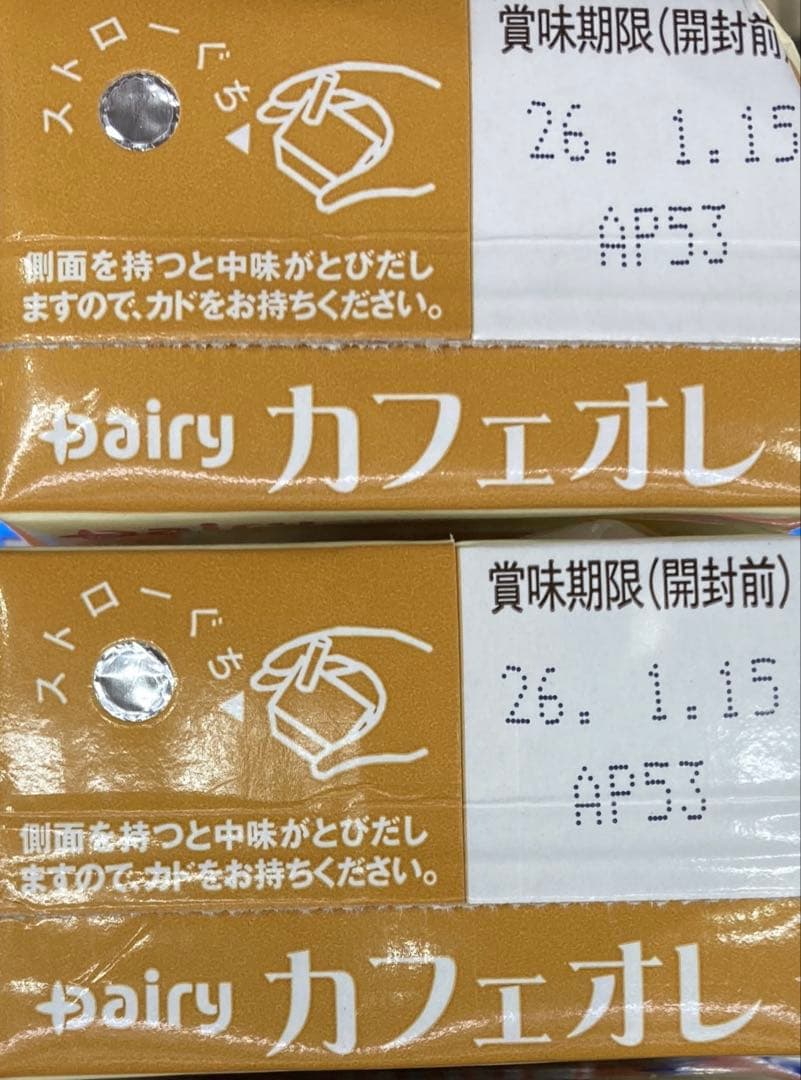 ストローぐち
賞味期限(開封前)
26. 1.15
AP53
側面を持つと中味がとびだし
ますので、カドをお持ちください。
Dairy カフェオレ
ストローぐち
賞味期限(開封前)
26. 1.15
AP53
側面を持つと中味がとびだし
ますので、カドをお持ちください。
Dairy カフェオレ